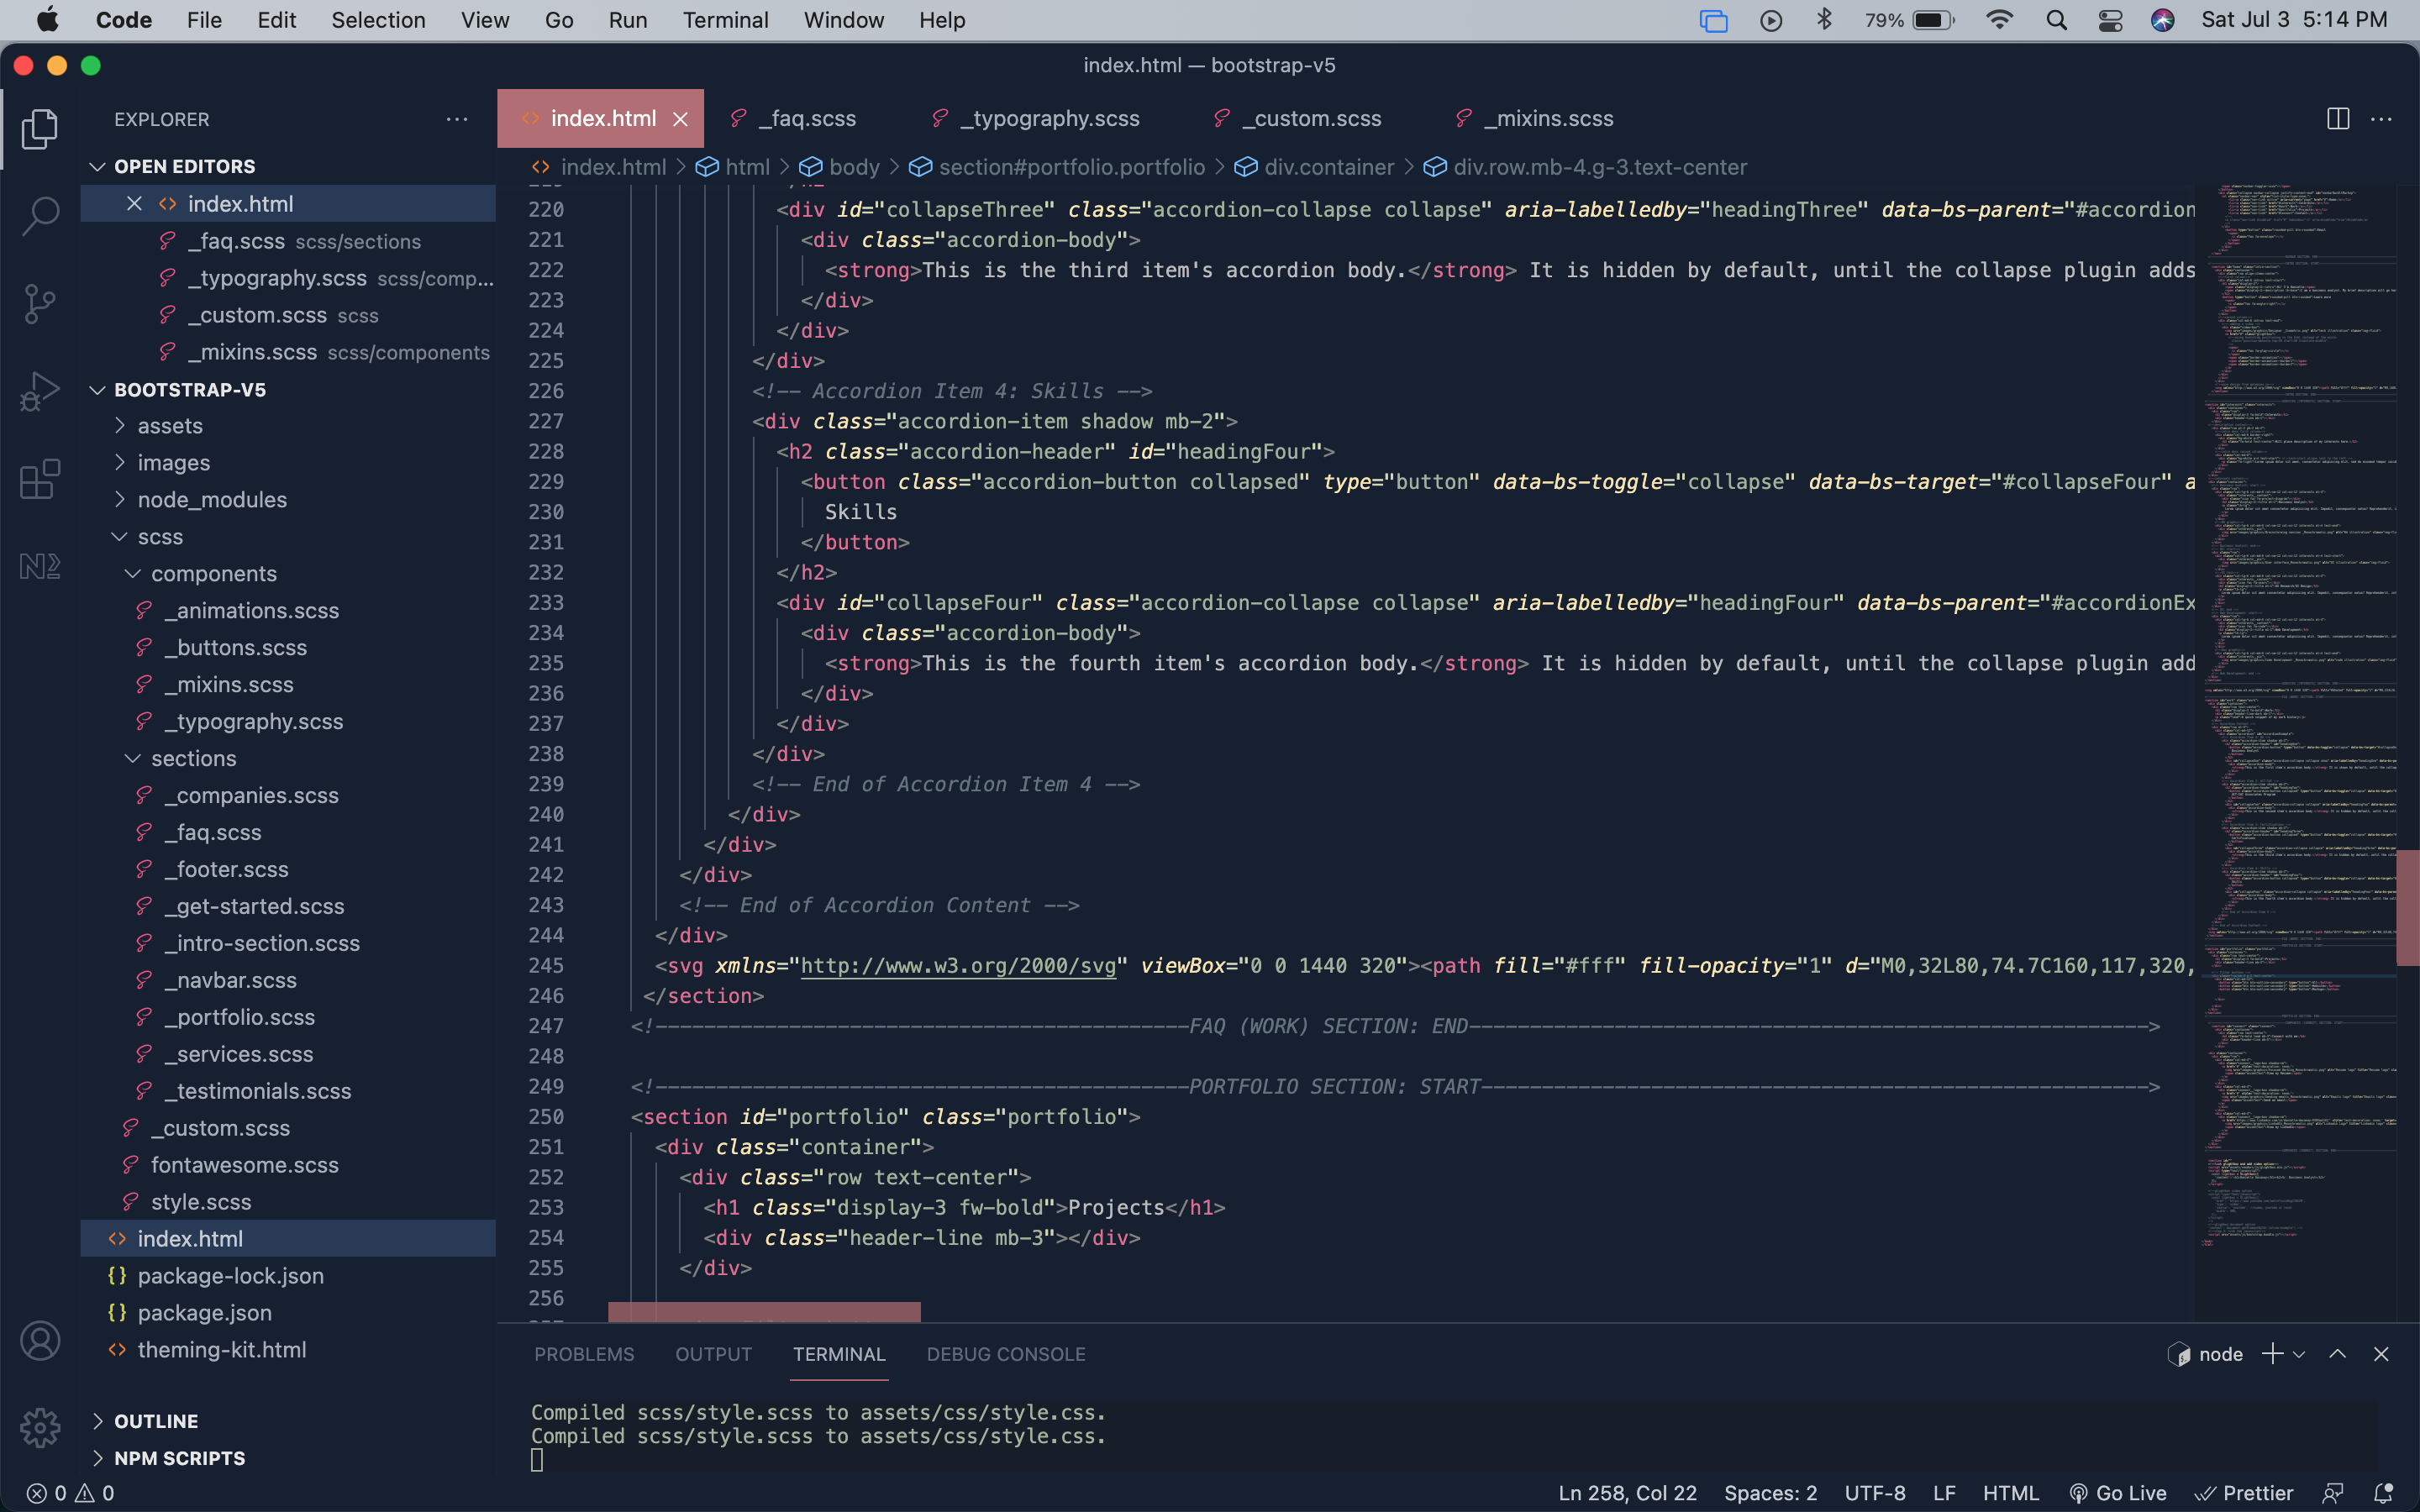 Code File Edit Selection View Go Run Terminal Window Help 79% Sat Jul 3 5:14 PM
index.html — bootstrap-v5
EXPLORER
OPEN EDITORS
index.html
_faq.scss scss/sections
_typography.scss scss/comp...
_custom.scss scss
_mixins.scss scss/components
BOOTSTRAP-V5
assets
images
node_modules
scss
components
_animations.scss
_buttons.scss
_mixins.scss
_typography.scss
sections
_companies.scss
_faq.scss
_footer.scss
_get-started.scss
_intro-section.scss
_navbar.scss
_portfolio.scss
_services.scss
_testimonials.scss
_custom.scss
fontawesome.scss
style.scss
index.html
package-lock.json
package.json
theming-kit.html
OUTLINE
NPM SCRIPTS
index.html _faq.scss _typography.scss _custom.scss _mixins.scss
index.html > html > body > section#portfolio.portfolio > div.container > div.row.mb-4.g-3.text-center
220 <div id="collapseThree" class="accordion-collapse collapse" aria-labelledby="headingThree" data-bs-parent="#accordion
221 <div class="accordion-body">
222 <strong>This is the third item's accordion body.</strong> It is hidden by default, until the collapse plugin adds
223 </div>
224 </div>
225 </div>
226 <!-- Accordion Item 4: Skills -->
227 <div class="accordion-item shadow mb-2">
228 <h2 class="accordion-header" id="headingFour">
229 <button class="accordion-button collapsed" type="button" data-bs-toggle="collapse" data-bs-target="#collapseFour" a
230 Skills
231 </button>
232 </h2>
233 <div id="collapseFour" class="accordion-collapse collapse" aria-labelledby="headingFour" data-bs-parent="#accordionEx
234 <div class="accordion-body">
235 <strong>This is the fourth item's accordion body.</strong> It is hidden by default, until the collapse plugin add
236 </div>
237 </div>
238 </div>
239 <!-- End of Accordion Item 4 -->
240 </div>
241 </div>
242 </div>
243 <!-- End of Accordion Content -->
244 </div>
245 <svg xmlns="http://www.w3.org/2000/svg" viewBox="0 0 1440 320"><path fill="#fff" fill-opacity="1" d="M0,32L80,74.7C160,117,320,
246 </section>
247 <!--------------------------------------------FAQ (WORK) SECTION: END-------------------------------------------------------->
248
249 <!--------------------------------------------PORTFOLIO SECTION: START------------------------------------------------------->
250 <section id="portfolio" class="portfolio">
251 <div class="container">
252 <div class="row text-center">
253 <h1 class="display-3 fw-bold">Projects</h1>
254 <div class="header-line mb-3"></div>
255 </div>
256
PROBLEMS OUTPUT TERMINAL DEBUG CONSOLE node
Compiled scss/style.scss to assets/css/style.css.
Compiled scss/style.scss to assets/css/style.css.
0 0 Ln 258, Col 22 Spaces: 2 UTF-8 LF HTML Go Live Prettier